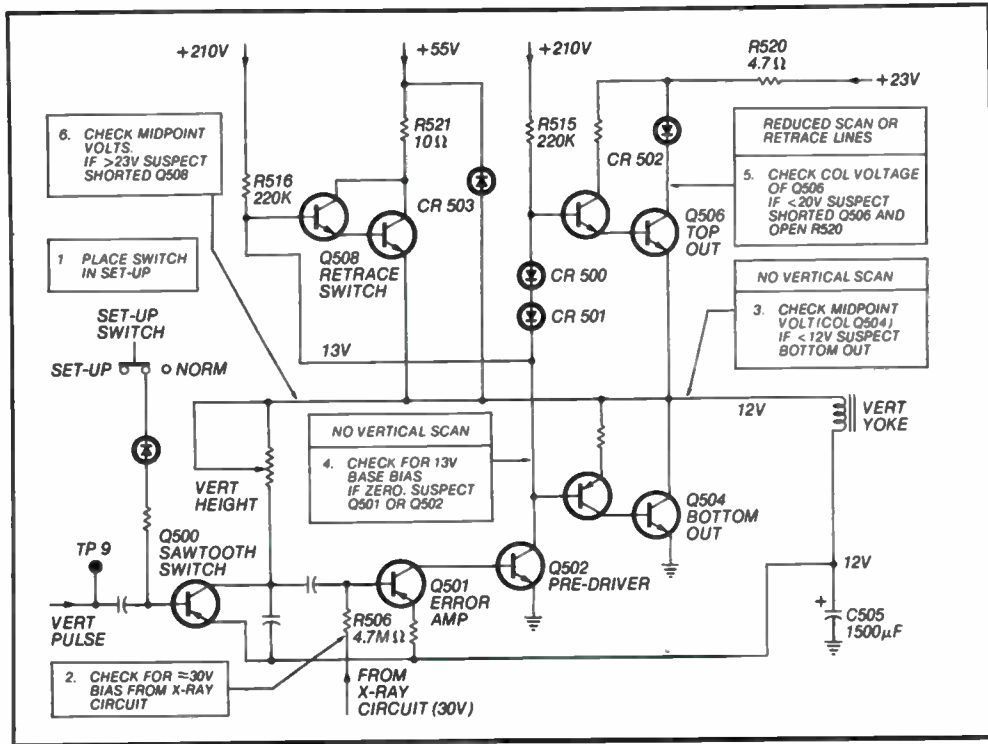 +210V
+55V
+210V
R520
4.7Ω
+23V
6. CHECK MIDPOINT
VOLTS.
IF >23V SUSPECT
SHORTED Q508
R521
10Ω
R515
220K
CR 502
REDUCED SCAN OR
RETRACE LINES
5. CHECK COL VOLTAGE
OF Q506
IF <20V SUSPECT
SHORTED Q506 AND
OPEN R520
R516
220K
CR 503
Q506
TOP
OUT
Q508
RETRACE
SWITCH
1 PLACE SWITCH
IN SET-UP
CR 500
CR 501
NO VERTICAL SCAN
3. CHECK MIDPOINT
VOLT (COL Q504)
IF <12V SUSPECT
BOTTOM OUT
SET-UP
SWITCH
13V
SET-UP
NORM
12V
VERT
YOKE
NO VERTICAL SCAN
4. CHECK FOR 13V
BASE BIAS
IF ZERO. SUSPECT
Q501 OR Q502
VERT
HEIGHT
Q504
BOTTOM
OUT
Q500
SAWTOOTH
SWITCH
TP 9
Q502
PRE-DRIVER
12V
Q501
ERROR
AMP
VERT
PULSE
R506
4.7MΩ
+
C505
1500μF
2. CHECK FOR ≈30V
BIAS FROM X-RAY
CIRCUIT
FROM
X-RAY
CIRCUIT (30V)